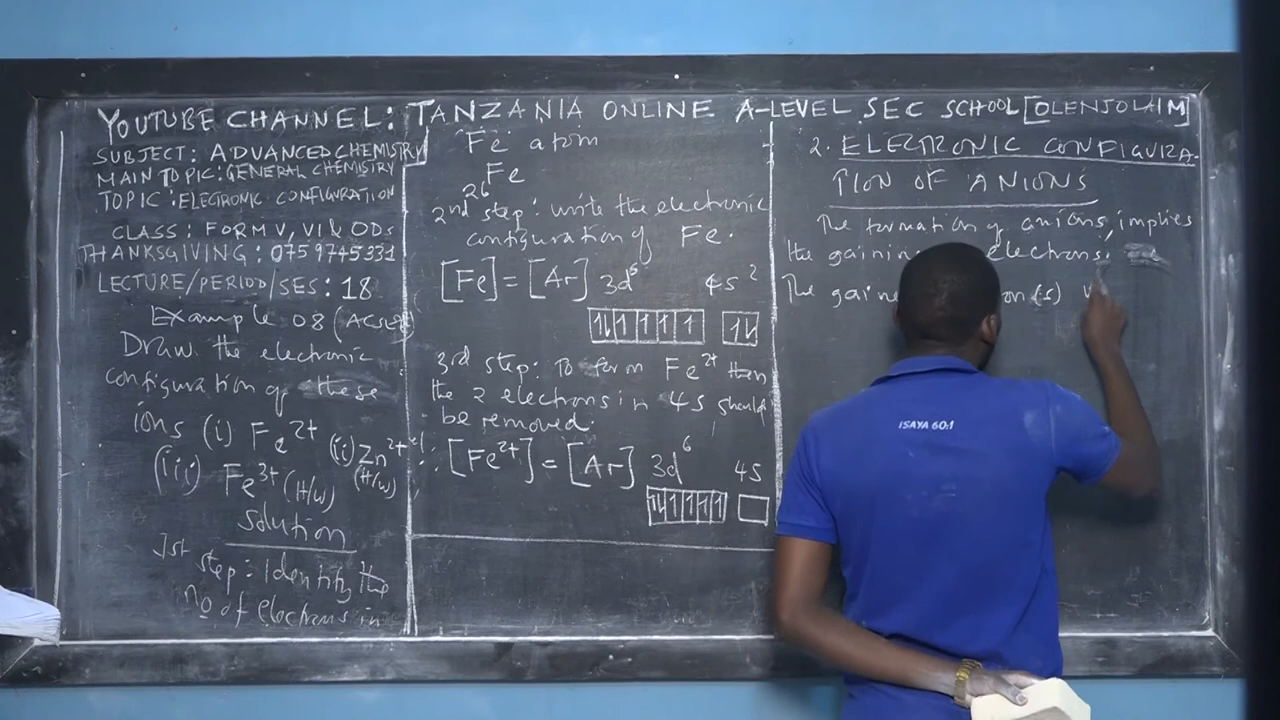 YOUTUBE CHANNEL: TANZANIA ONLINE A-LEVEL SEC SCHOOL [OLENJOLAIM]
SUBJECT: ADVANCED CHEMISTRY
MAIN TOPIC: GENERAL CHEMISTRY
TOPIC: ELECTRONIC CONFIGURATION
CLASS: FORM V, VI & ODs
THANKSGIVING: 0759745331
LECTURE/PERIOD/SES: 18
Example 08
Draw the electronic
configuration of these
ions (i) Fe²⁺ (ii) Zn²⁺
(iii) Fe³⁺ (H/W) (H/W)
Solution
1st step: Identify the
no of electrons in
Fe atom
₂₆Fe
2nd step: write the electronic
configuration of Fe.
[Fe] = [Ar] 3d⁶ 4s²
3rd step: To form Fe²⁺ then
the 2 electrons in 4s should
be removed.
∴ [Fe²⁺] = [Ar] 3d⁶ 4s
2. ELECTRONIC CONFIGURA-
TION OF ANIONS
The formation of anions, implies
the electrons.
The (s)
ISAYA 60:1